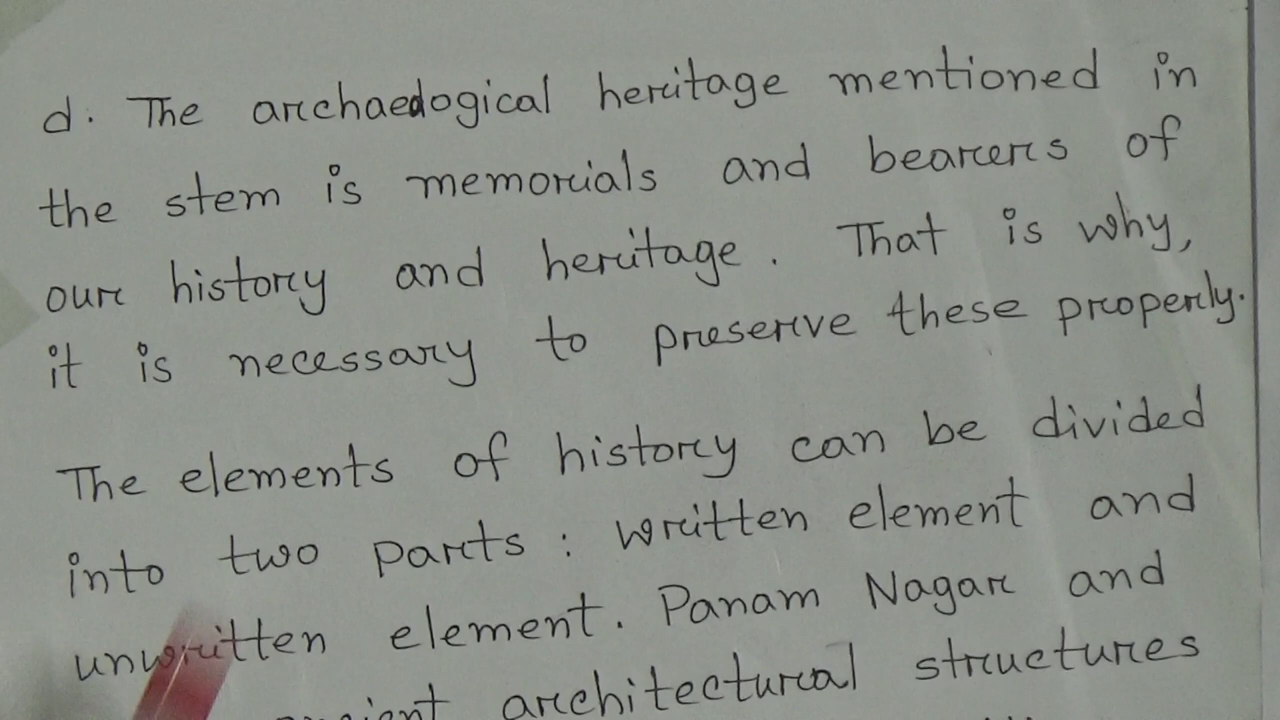 d. The archaeological heritage mentioned in
the stem is memorials and bearers of
our history and heritage. That is why,
it is necessary to preserve these properly.
The elements of history can be divided
into two parts : written element and
unwritten element. Panam Nagar and
architectural structures